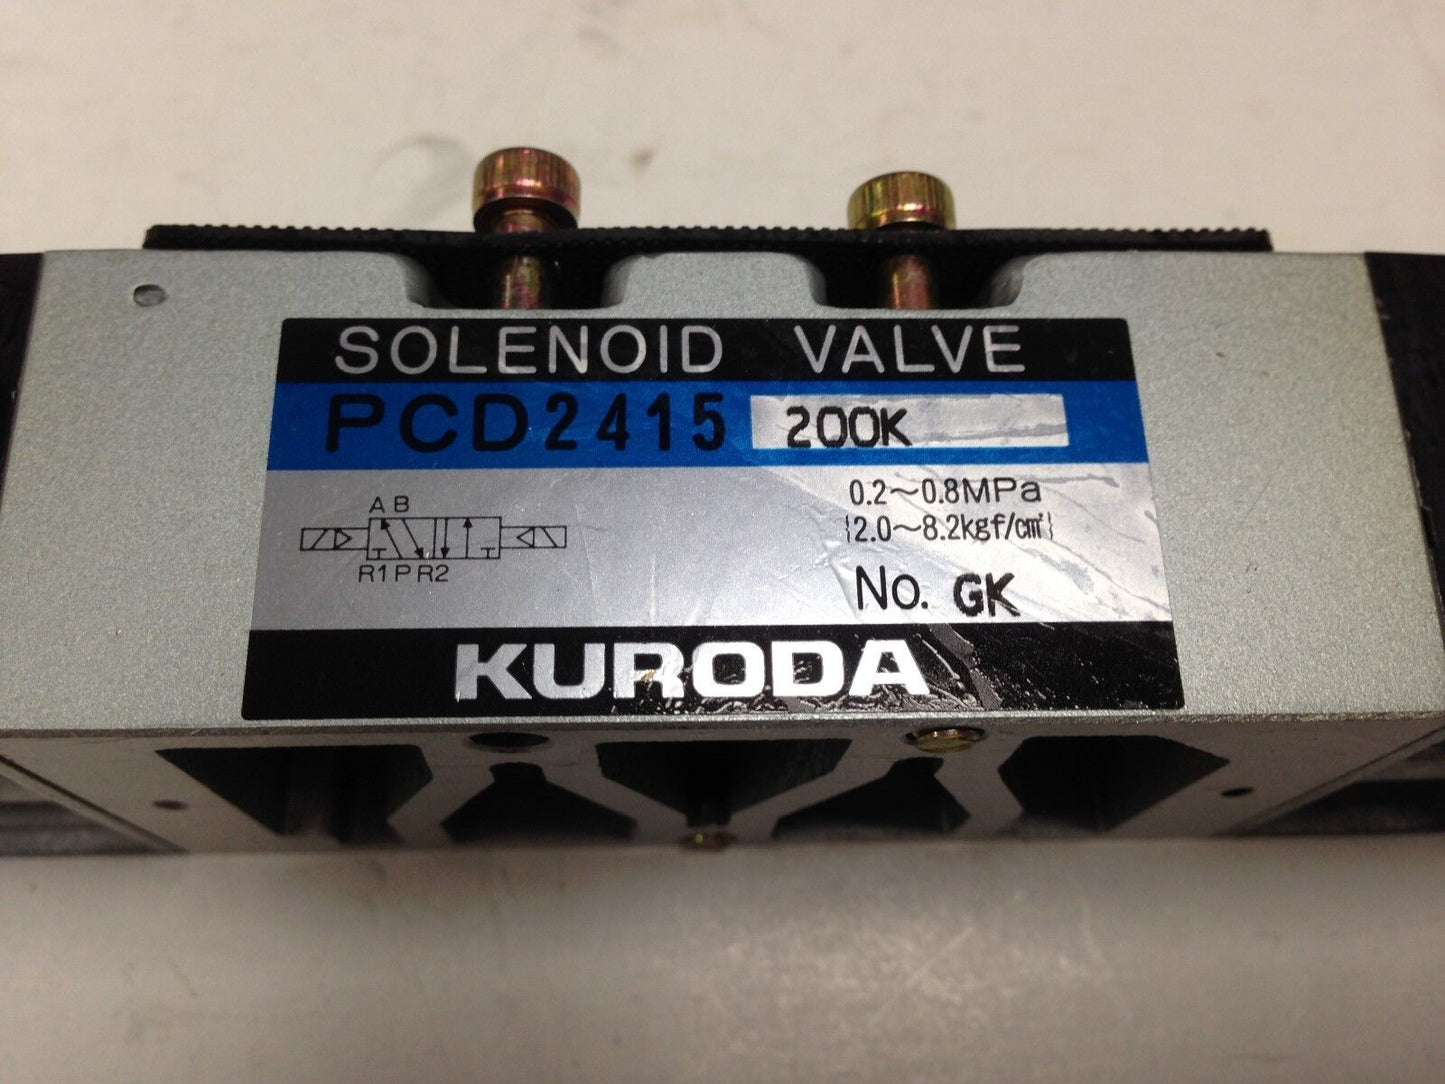 SOLENOID VALVE
PCD2415 200K
A B
R1 P R2
0.2～0.8MPa
{2.0～8.2kgf/c㎡}
No. GK
KURODA